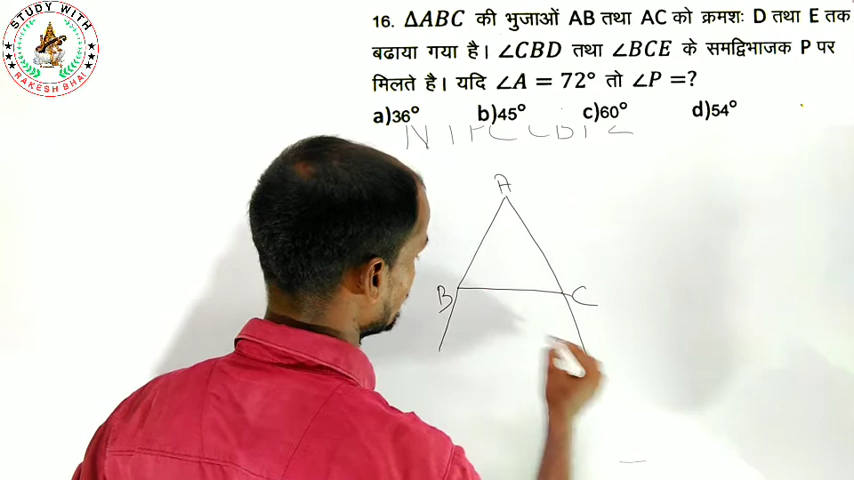 STUDY WITH
RAKESH BHAI
16. ΔABC की भुजाओं AB तथा AC को क्रमशः D तथा E तक
बढाया गया है। ∠CBD तथा ∠BCE के समद्विभाजक P पर
मिलते है। यदि ∠A = 72° तो ∠P =?
a)36° b)45° c)60° d)54°
A
B
C